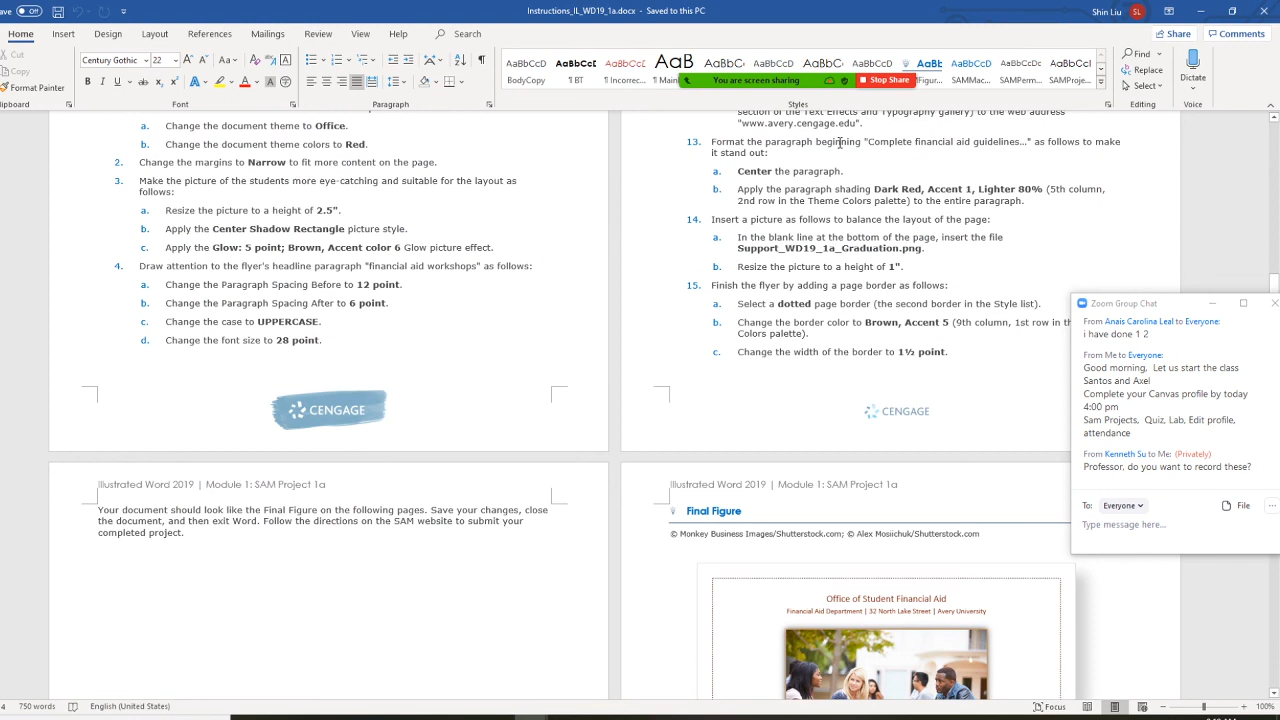 ave Off
Instructions_IL_WD19_1a.docx - Saved to this PC
Shin Liu SL
Home Insert Design Layout References Mailings Review View Help Search
Share Comments
Cut
Copy
Format Painter
lipboard
Century Gothic 22
Font
Paragraph
AaBbCcD BodyCopy
AaBbCcI ¶ BT
AaBbCcD ¶ Incorrec...
AaB
AaBbCcDc SAMPerm...
AaBbCcI SAMProje...
SAMMac...
You are screen sharing Stop Share
Styles
Find
Replace
Select
Editing
Dictate
Voice
a. Change the document theme to Office.
b. Change the document theme colors to Red.
2. Change the margins to Narrow to fit more content on the page.
3. Make the picture of the students more eye-catching and suitable for the layout as
follows:
a. Resize the picture to a height of 2.5".
b. Apply the Center Shadow Rectangle picture style.
c. Apply the Glow: 5 point; Brown, Accent color 6 Glow picture effect.
4. Draw attention to the flyer's headline paragraph "financial aid workshops" as follows:
a. Change the Paragraph Spacing Before to 12 point.
b. Change the Paragraph Spacing After to 6 point.
c. Change the case to UPPERCASE.
d. Change the font size to 28 point.
CENGAGE
section of the Text Effects and Typography gallery) to the web address
"www.avery.cengage.edu".
13. Format the paragraph beginning "Complete financial aid guidelines..." as follows to make
it stand out:
a. Center the paragraph.
b. Apply the paragraph shading Dark Red, Accent 1, Lighter 80% (5th column,
2nd row in the Theme Colors palette) to the entire paragraph.
14. Insert a picture as follows to balance the layout of the page:
a. In the blank line at the bottom of the page, insert the file
Support_WD19_1a_Graduation.png.
b. Resize the picture to a height of 1".
15. Finish the flyer by adding a page border as follows:
a. Select a dotted page border (the second border in the Style list).
b. Change the border color to Brown, Accent 5 (9th column, 1st row in th
Colors palette).
c. Change the width of the border to 1½ point.
CENGAGE
Zoom Group Chat
From Anais Carolina Leal to Everyone:
i have done 1 2
From Me to Everyone:
Good morning, Let us start the class
Santos and Axel
Complete your Canvas profile by today
4:00 pm
Sam Projects, Quiz, Lab, Edit profile,
attendance
From Kenneth Su to Me: (Privately)
Professor, do you want to record these?
To: Everyone File ...
Type message here...
Illustrated Word 2019 | Module 1: SAM Project 1a
Your document should look like the Final Figure on the following pages. Save your changes, close
the document, and then exit Word. Follow the directions on the SAM website to submit your
completed project.
Illustrated Word 2019 | Module 1: SAM Project 1a
Final Figure
© Monkey Business Images/Shutterstock.com; © Alex Mosiichuk/Shutterstock.com
Office of Student Financial Aid
Financial Aid Department | 32 North Lake Street | Avery University
4 750 words English (United States)
Focus 100%